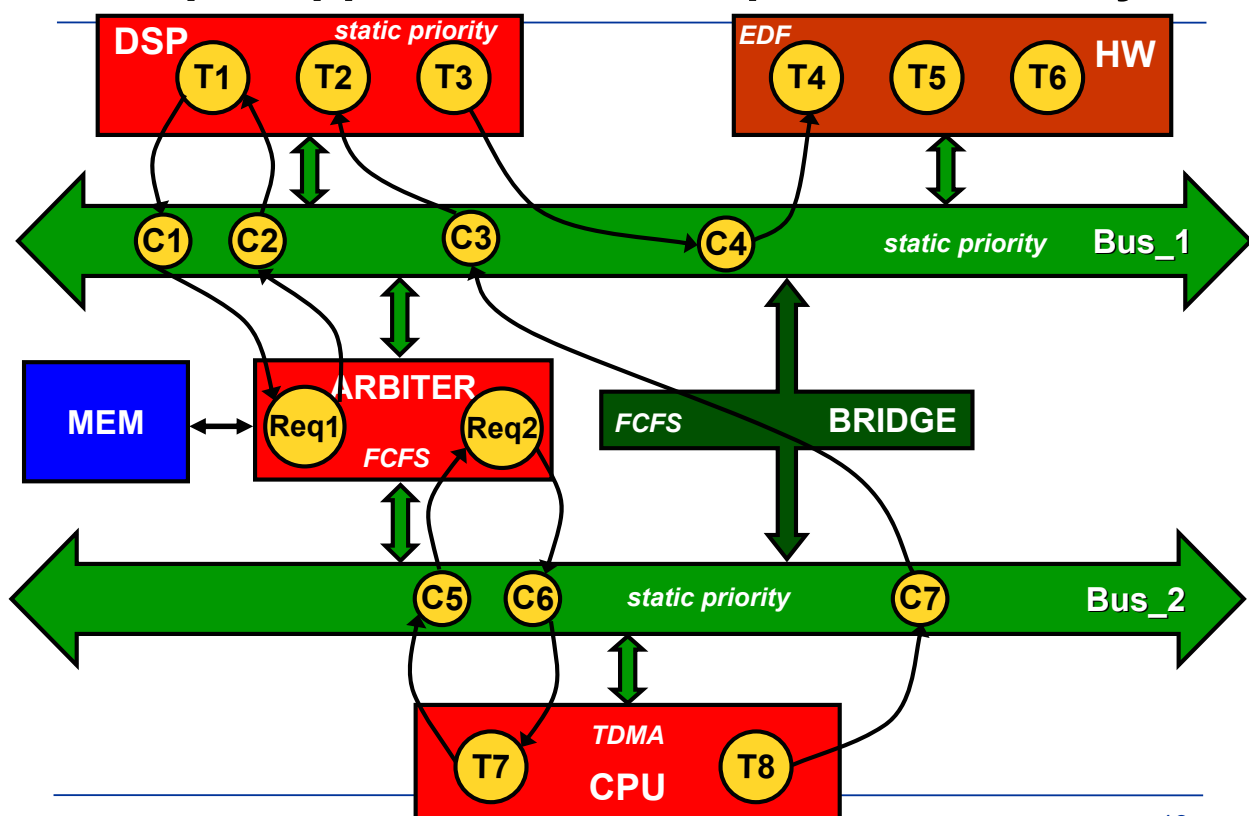 DSP static priority
T1 T2 T3
EDF HW
T4 T5 T6
C1 C2 C3 C4 static priority Bus_1
MEM
ARBITER
Req1 Req2
FCFS
FCFS BRIDGE
C5 C6 static priority C7 Bus_2
TDMA
T7 T8
CPU